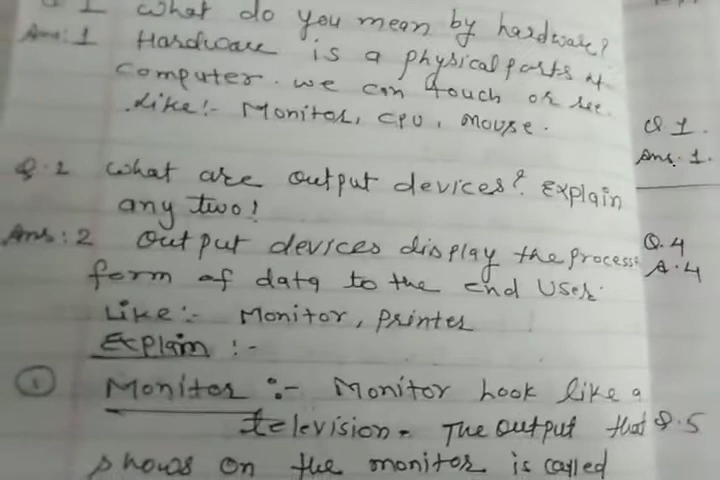 Q 1 What do you mean by hardware?
Ans: 1 Hardware is a physical parts of
computer. we can touch or see.
Like:- Monitor, CPU, mouse.
Q. 2 What are output devices? Explain
any two!
Ans: 2 Output devices display the process
form of data to the end User.
Like:- Monitor, printer
Explain :-
① Monitor :- Monitor look like a
television. The output that
shows on the monitor is called
Q 1.
Ans. 1.
Q. 4
A. 4
Q. 5